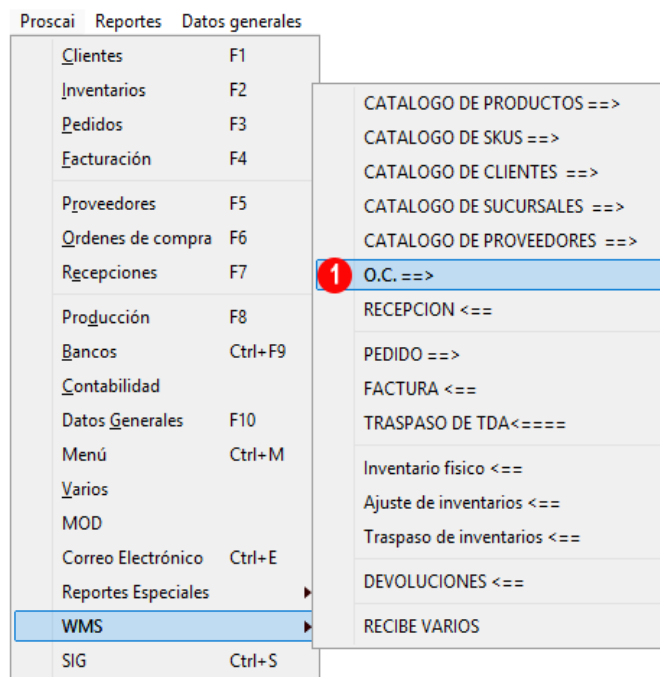 Proscai Reportes Datos generales
Clientes F1
Inventarios F2
Pedidos F3
Facturación F4
Proveedores F5
Ordenes de compra F6
Recepciones F7
Producción F8
Bancos Ctrl+F9
Contabilidad
Datos Generales F10
Menú Ctrl+M
Varios
MOD
Correo Electrónico Ctrl+E
Reportes Especiales
WMS
SIG Ctrl+S
CATALOGO DE PRODUCTOS ==>
CATALOGO DE SKUS ==>
CATALOGO DE CLIENTES ==>
CATALOGO DE SUCURSALES ==>
CATALOGO DE PROVEEDORES ==>
1 O.C. ==>
RECEPCION <==
PEDIDO ==>
FACTURA <==
TRASPASO DE TDA<====
Inventario fisico <==
Ajuste de inventarios <==
Traspaso de inventarios <==
DEVOLUCIONES <==
RECIBE VARIOS